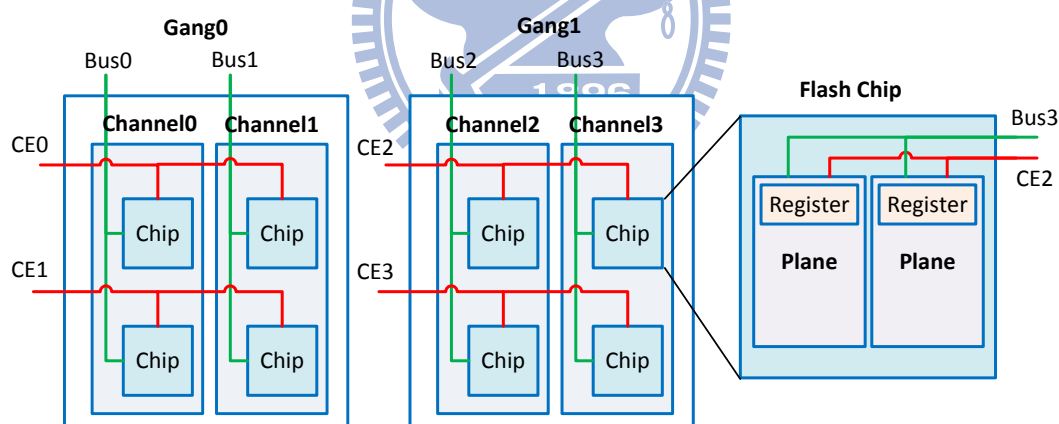 Gang0
Gang1
Bus0
Bus1
Bus2
Bus3
1896
Flash Chip
Channel0
Channel1
Channel2
Channel3
Bus3
CE0
CE2
CE2
Register
Register
Chip
Chip
Chip
Chip
Plane
Plane
CE1
CE3
Chip
Chip
Chip
Chip